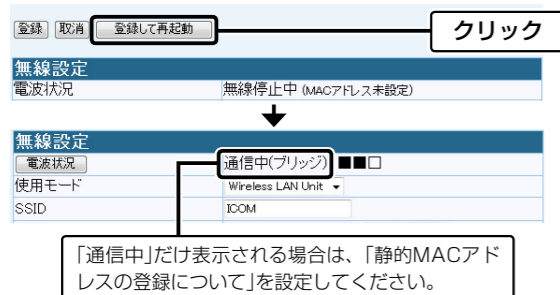 登録 取消 登録して再起動
クリック
無線設定
電波状況 無線停止中 (MACアドレス未設定)
無線設定
電波状況 通信中(ブリッジ) ■■□
使用モード Wireless LAN Unit
SSID ICOM
「通信中」だけ表示される場合は、「静的MACアド
レスの登録について」を設定してください。